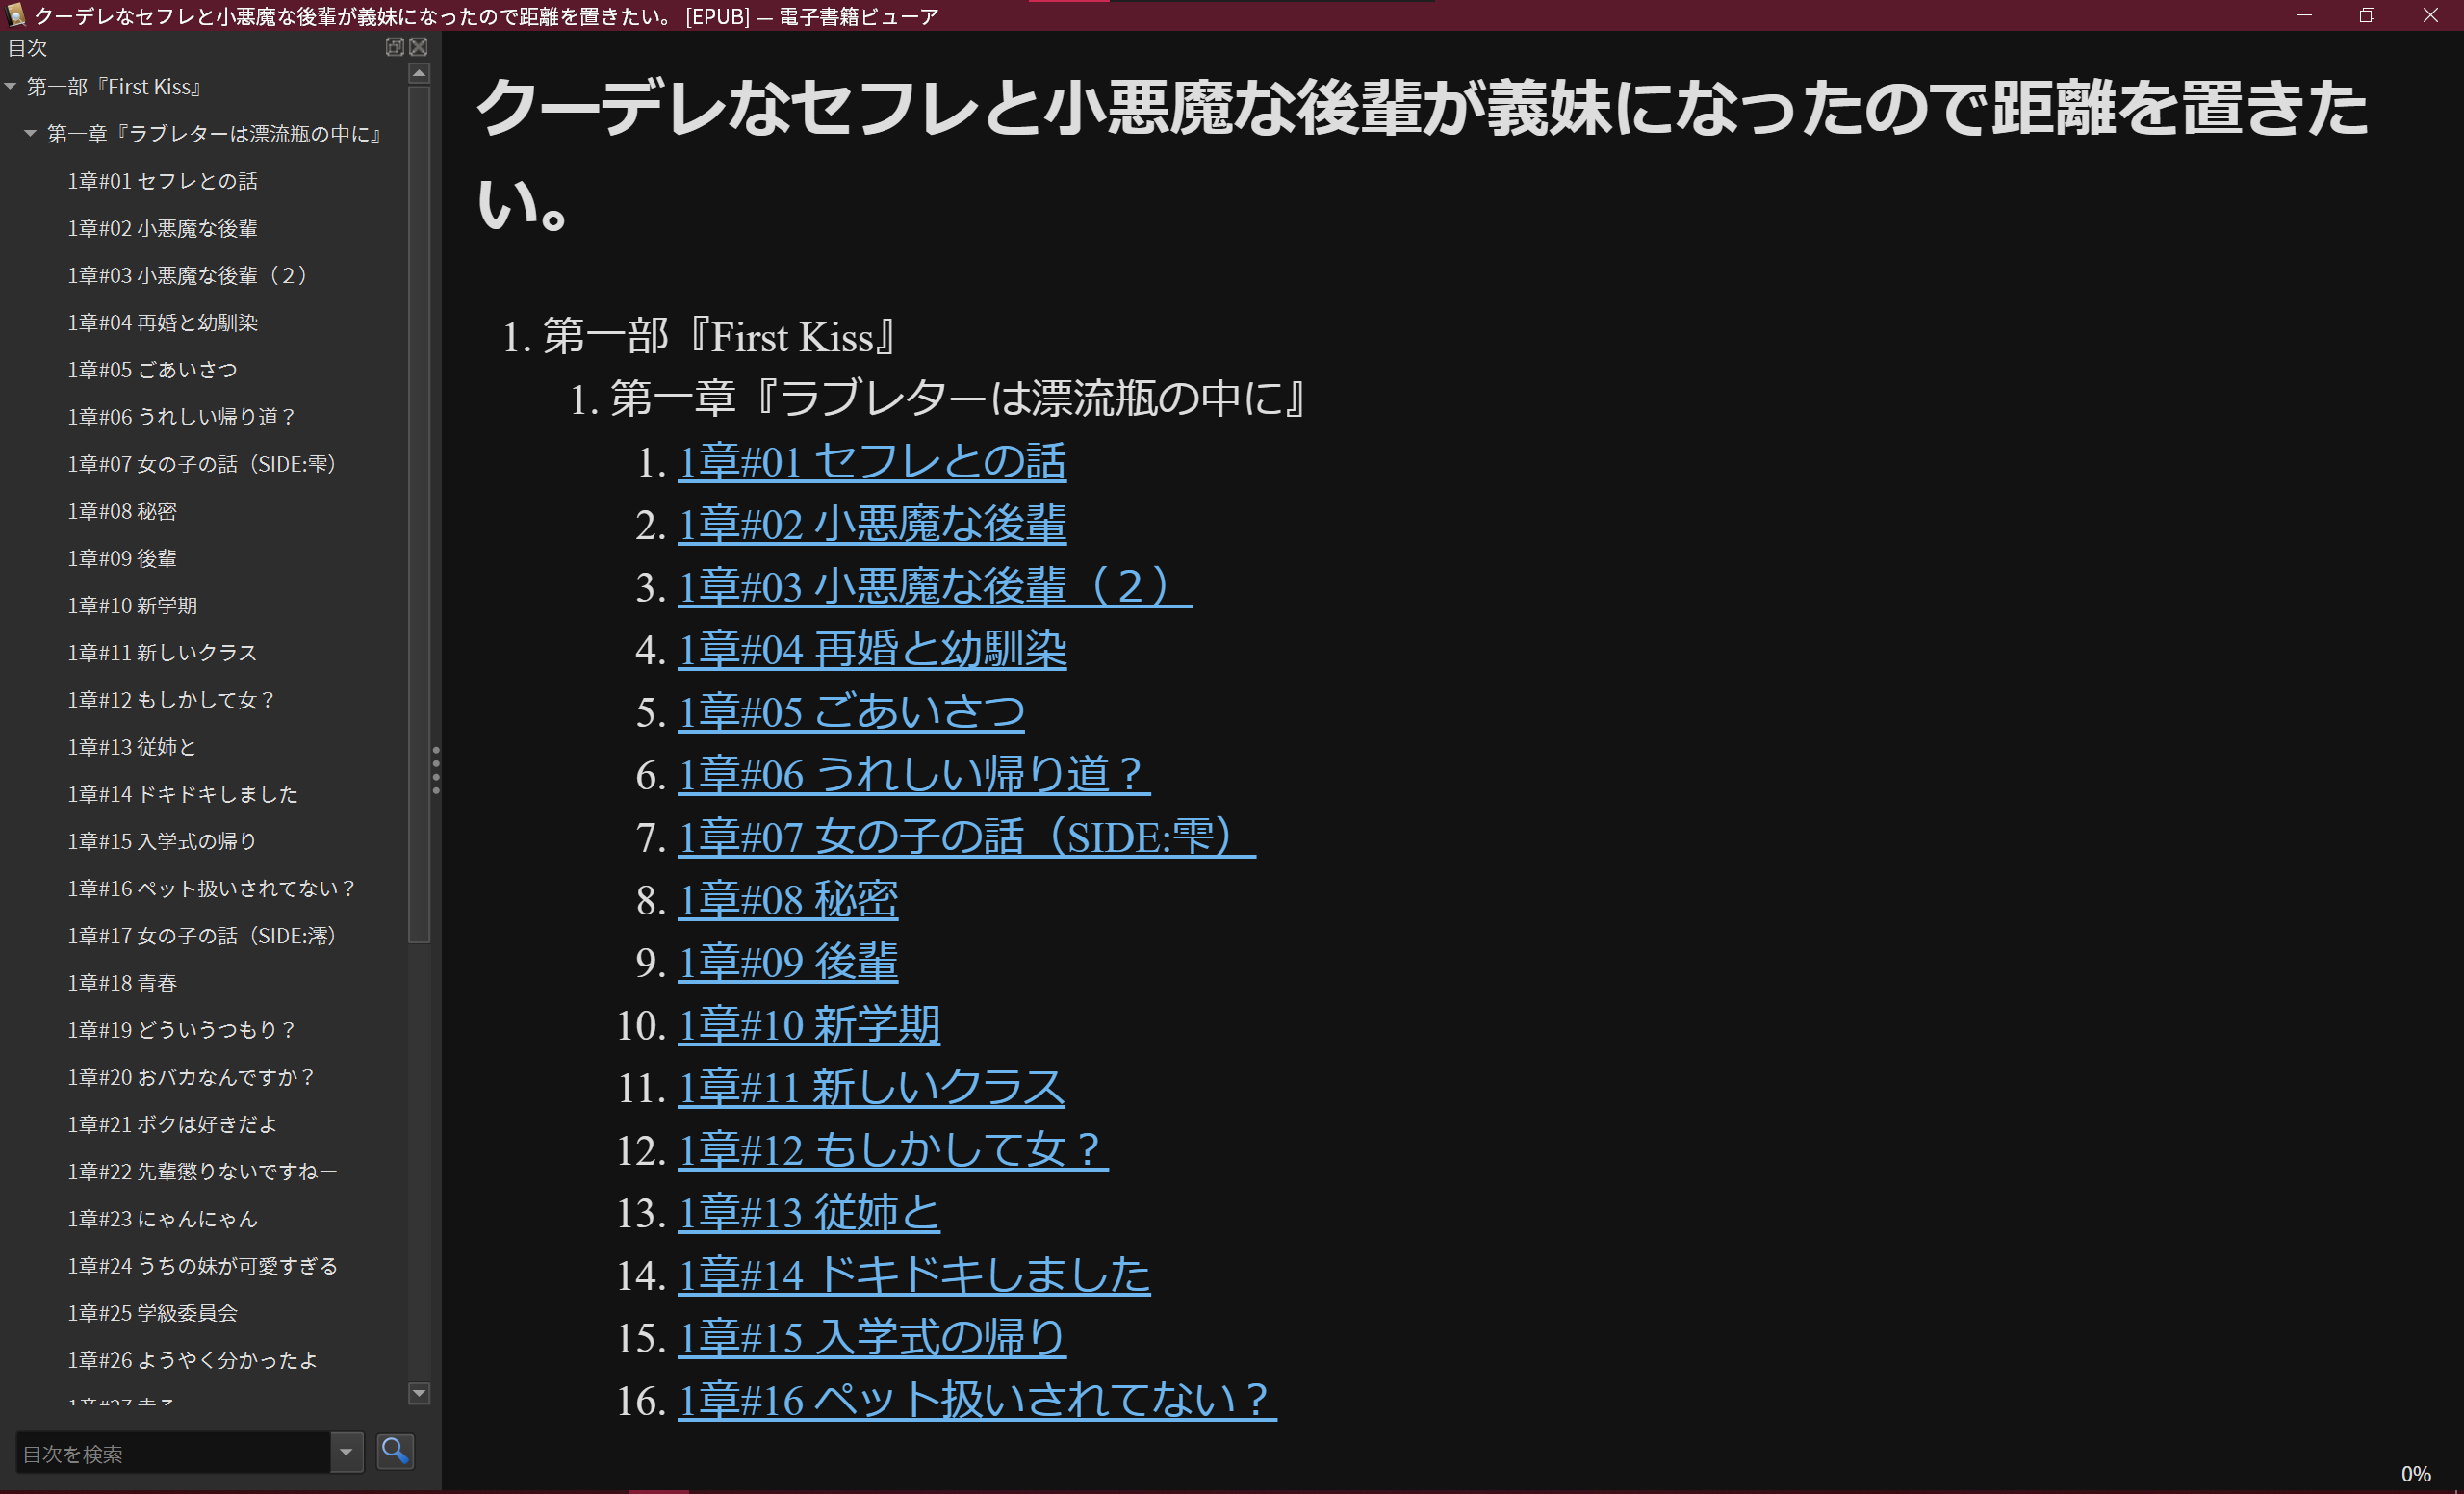 クーデレなセフレと小悪魔な後輩が義妹になったので距離を置きたい。 [EPUB] — 電子書籍ビューア
目次
第一部『First Kiss』
第一章『ラブレターは漂流瓶の中に』
1章#01 セフレとの話
1章#02 小悪魔な後輩
1章#03 小悪魔な後輩（２）
1章#04 再婚と幼馴染
1章#05 ごあいさつ
1章#06 うれしい帰り道？
1章#07 女の子の話（SIDE:雫）
1章#08 秘密
1章#09 後輩
1章#10 新学期
1章#11 新しいクラス
1章#12 もしかして女？
1章#13 従姉と
1章#14 ドキドキしました
1章#15 入学式の帰り
1章#16 ペット扱いされてない？
1章#17 女の子の話（SIDE:澪）
1章#18 青春
1章#19 どういうつもり？
1章#20 おバカなんですか？
1章#21 ボクは好きだよ
1章#22 先輩懲りないですねー
1章#23 にゃんにゃん
1章#24 うちの妹が可愛すぎる
1章#25 学級委員会
1章#26 ようやく分かったよ
目次を検索
クーデレなセフレと小悪魔な後輩が義妹になったので距離を置きた
い。
1. 第一部『First Kiss』
1. 第一章『ラブレターは漂流瓶の中に』
1. 1章#01 セフレとの話
2. 1章#02 小悪魔な後輩
3. 1章#03 小悪魔な後輩（２）
4. 1章#04 再婚と幼馴染
5. 1章#05 ごあいさつ
6. 1章#06 うれしい帰り道？
7. 1章#07 女の子の話（SIDE:雫）
8. 1章#08 秘密
9. 1章#09 後輩
10. 1章#10 新学期
11. 1章#11 新しいクラス
12. 1章#12 もしかして女？
13. 1章#13 従姉と
14. 1章#14 ドキドキしました
15. 1章#15 入学式の帰り
16. 1章#16 ペット扱いされてない？
0%